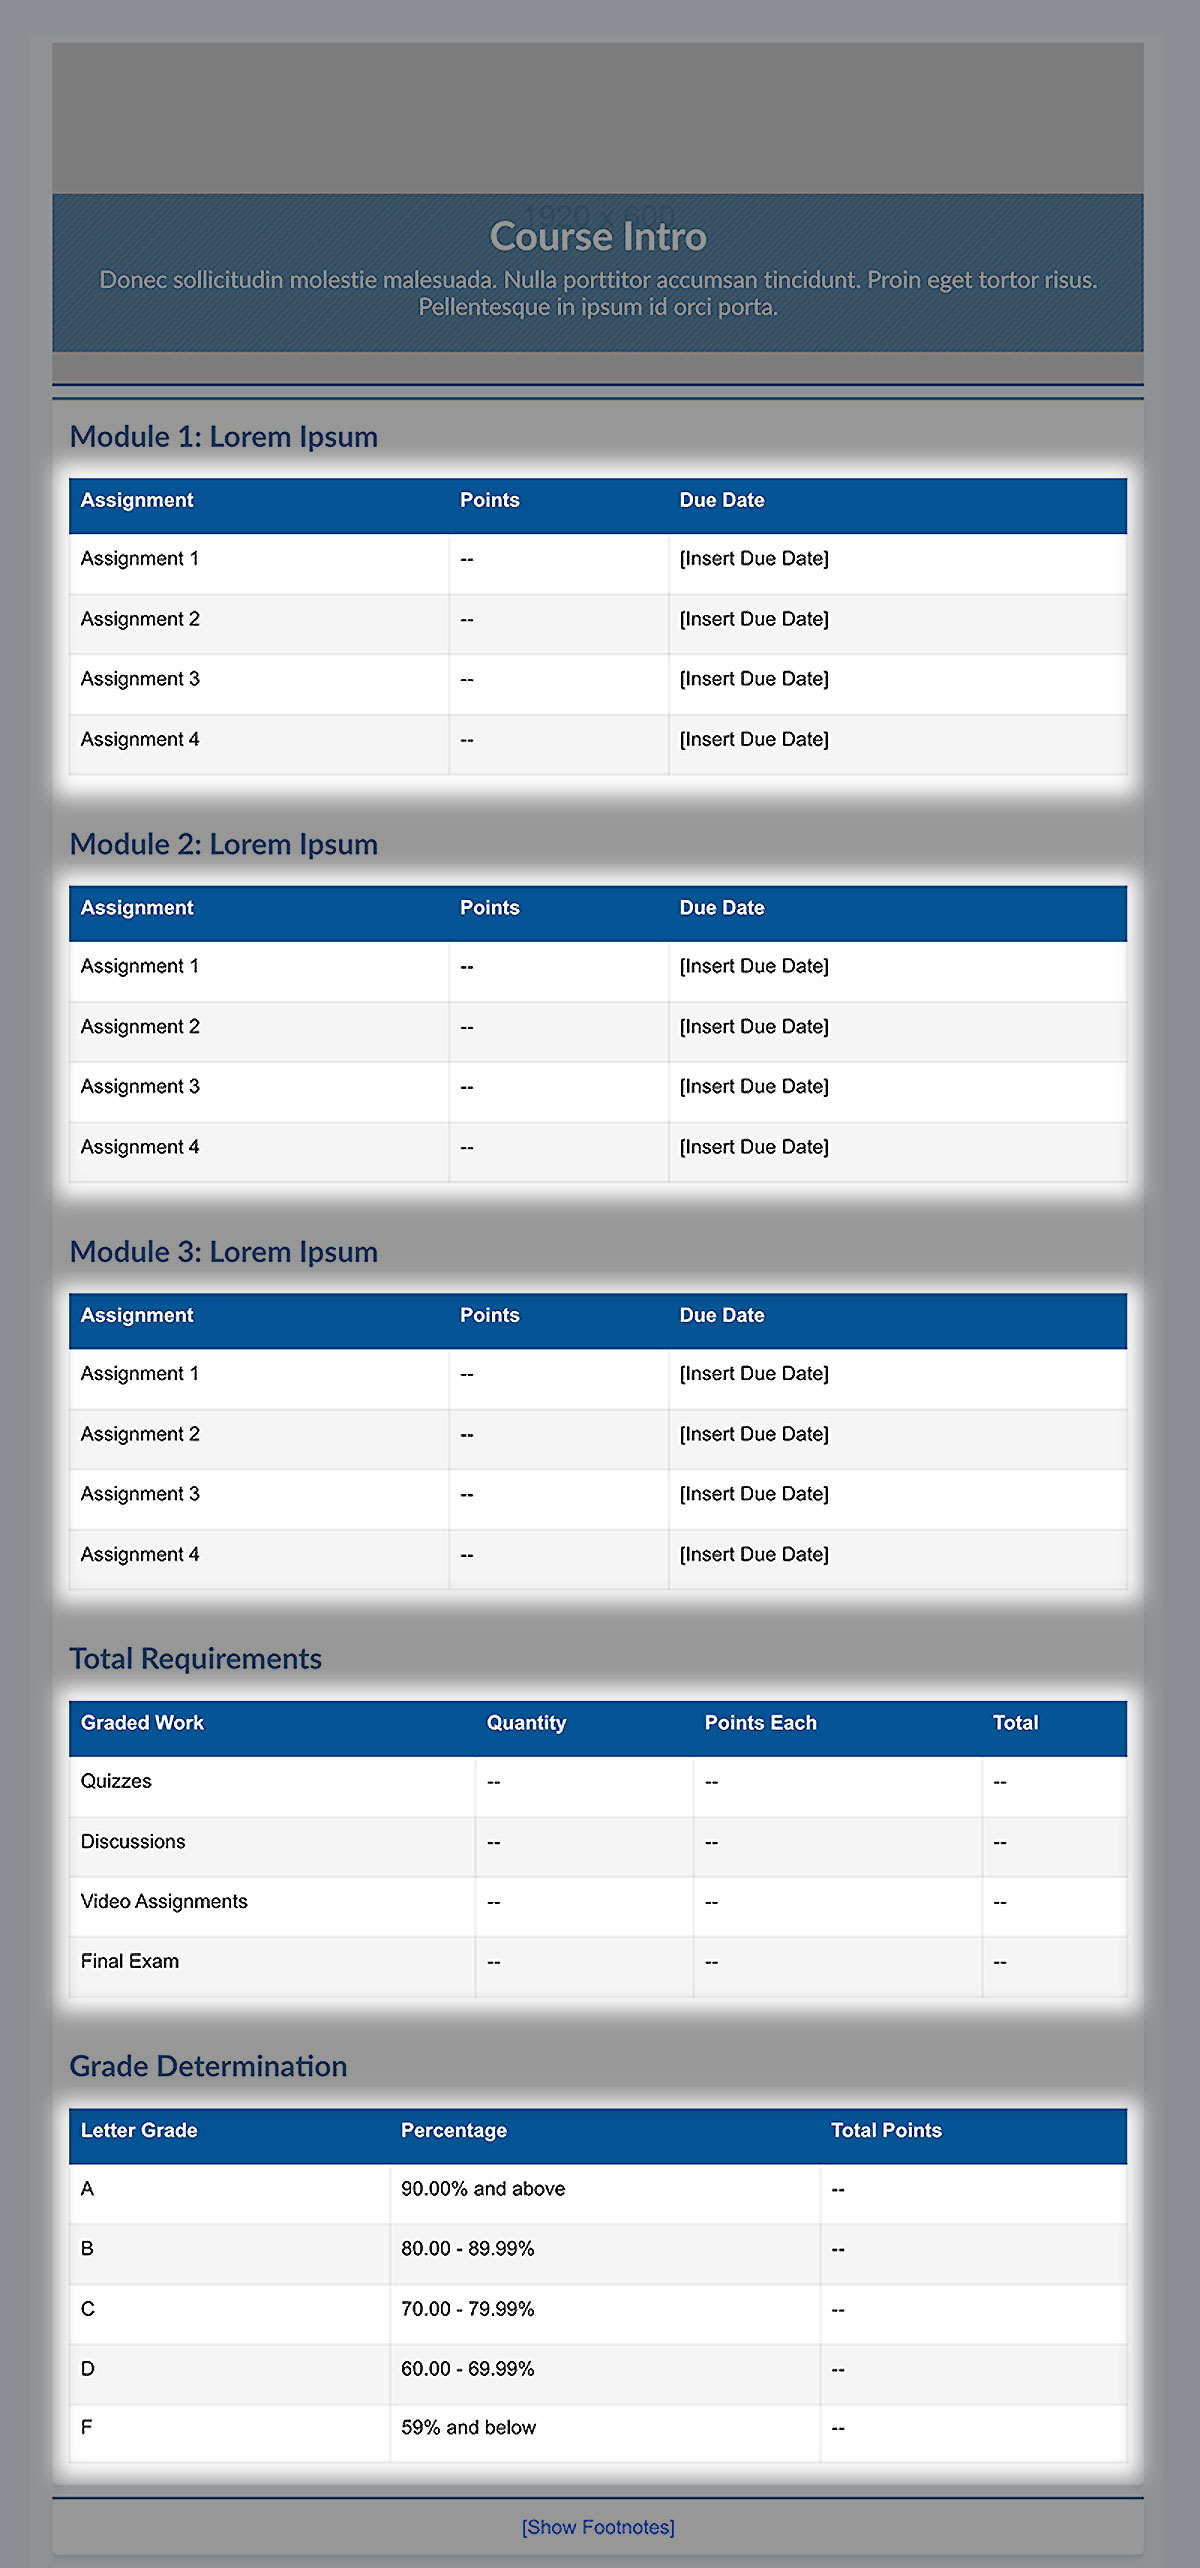 1920 x 600
Course Intro
Donec sollicitudin molestie malesuada. Nulla porttitor accumsan tincidunt. Proin eget tortor risus.
Pellentesque in ipsum id orci porta.
Module 1: Lorem Ipsum
Assignment Points Due Date
Assignment 1 -- [Insert Due Date]
Assignment 2 -- [Insert Due Date]
Assignment 3 -- [Insert Due Date]
Assignment 4 -- [Insert Due Date]
Module 2: Lorem Ipsum
Assignment Points Due Date
Assignment 1 -- [Insert Due Date]
Assignment 2 -- [Insert Due Date]
Assignment 3 -- [Insert Due Date]
Assignment 4 -- [Insert Due Date]
Module 3: Lorem Ipsum
Assignment Points Due Date
Assignment 1 -- [Insert Due Date]
Assignment 2 -- [Insert Due Date]
Assignment 3 -- [Insert Due Date]
Assignment 4 -- [Insert Due Date]
Total Requirements
Graded Work Quantity Points Each Total
Quizzes -- -- --
Discussions -- -- --
Video Assignments -- -- --
Final Exam -- -- --
Grade Determination
Letter Grade Percentage Total Points
A 90.00% and above --
B 80.00 - 89.99% --
C 70.00 - 79.99% --
D 60.00 - 69.99% --
F 59% and below --
[Show Footnotes]